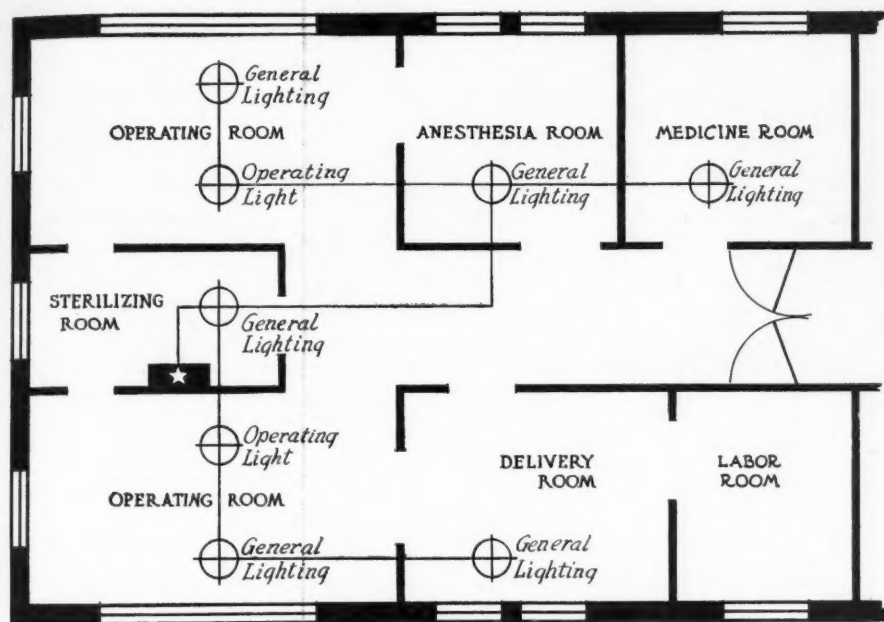 General
Lighting
OPERATING ROOM
ANESTHESIA ROOM
MEDICINE ROOM
Operating
Light
General
Lighting
General
Lighting
STERILIZING
ROOM
General
Lighting
Operating
Light
DELIVERY
ROOM
LABOR
ROOM
OPERATING ROOM
General
Lighting
General
Lighting